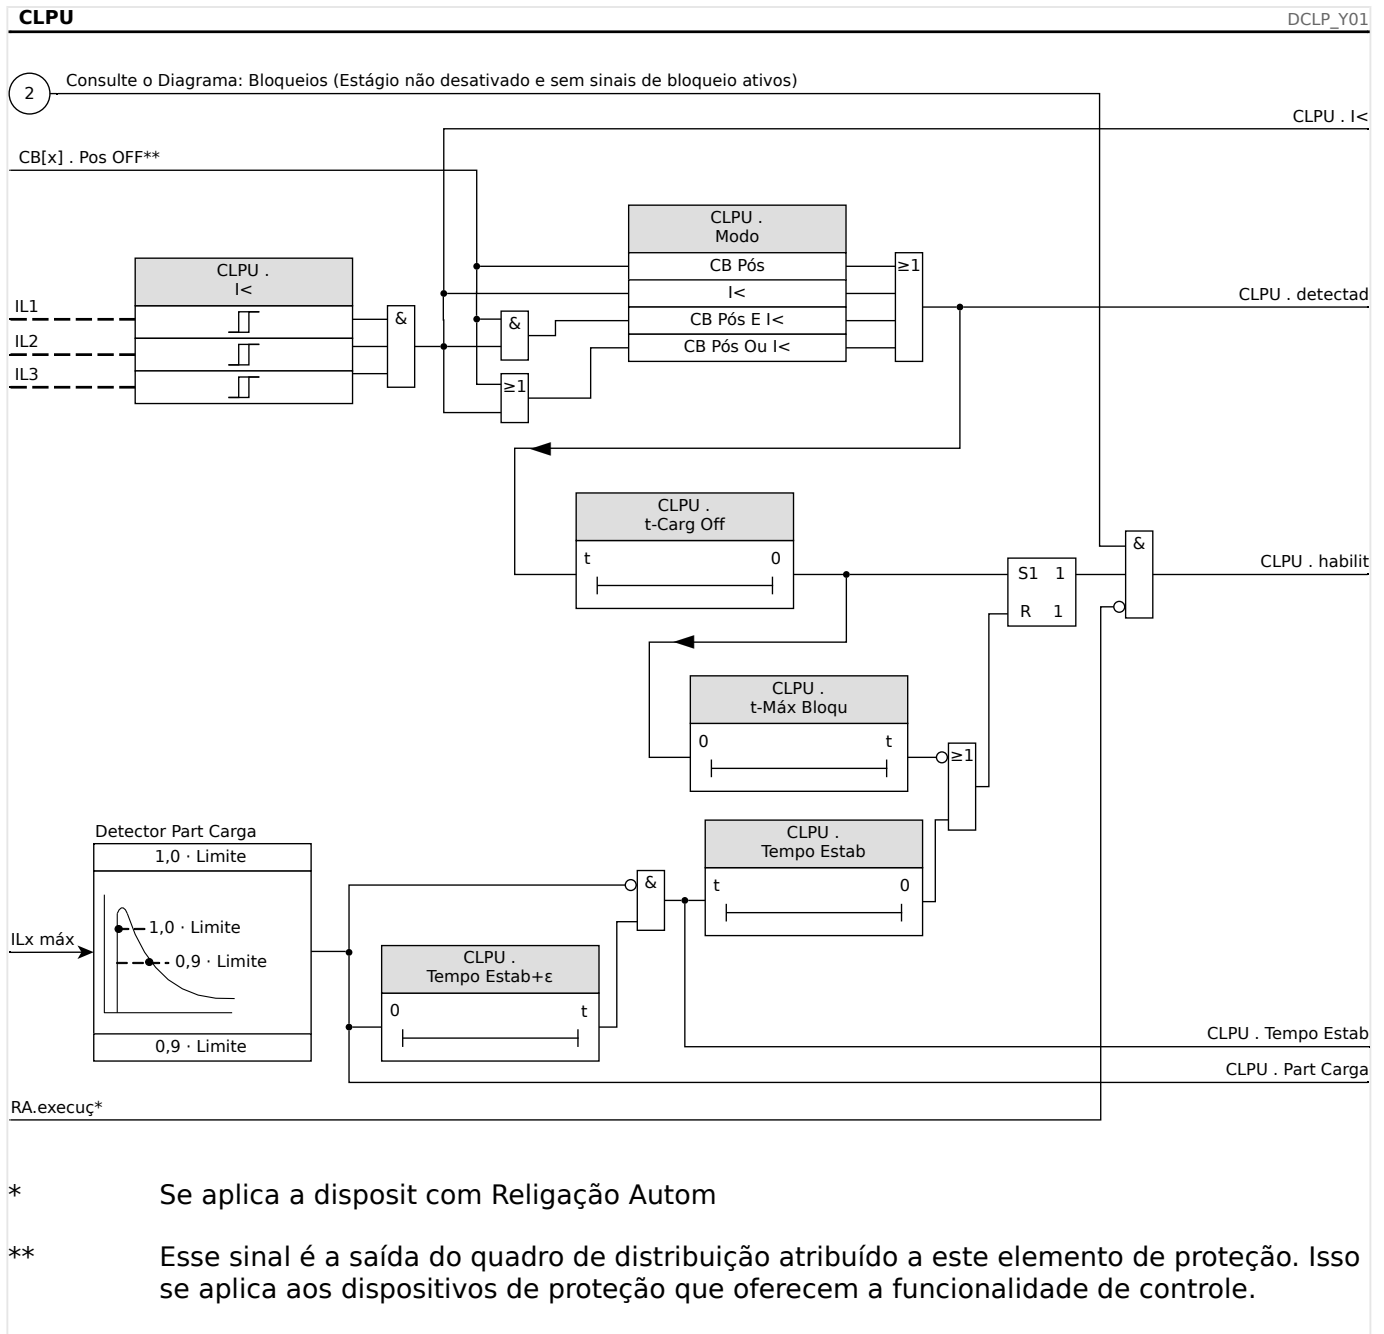 CLPU
DCLP_Y01
2
Consulte o Diagrama: Bloqueios (Estágio não desativado e sem sinais de bloqueio ativos)
CLPU . I<
CB[x] . Pos OFF**
CLPU .
Modo
CB Pós
≥1
CLPU .
I<
I<
CLPU . detectad
IL1
&
&
CB Pós E I<
IL2
CB Pós Ou I<
IL3
≥1
CLPU .
t-Carg Off
t
0
&
CLPU . habilit
S1 1
R 1
CLPU .
t-Máx Bloqu
0
t
≥1
Detector Part Carga
1,0 · Limite
CLPU .
Tempo Estab
t
0
&
1,0 · Limite
ILx máx
0,9 · Limite
CLPU .
Tempo Estab+ε
0
t
0,9 · Limite
CLPU . Tempo Estab
CLPU . Part Carga
RA.execuç*
* Se aplica a disposit com Religação Autom
** Esse sinal é a saída do quadro de distribuição atribuído a este elemento de proteção. Isso
se aplica aos dispositivos de proteção que oferecem a funcionalidade de controle.